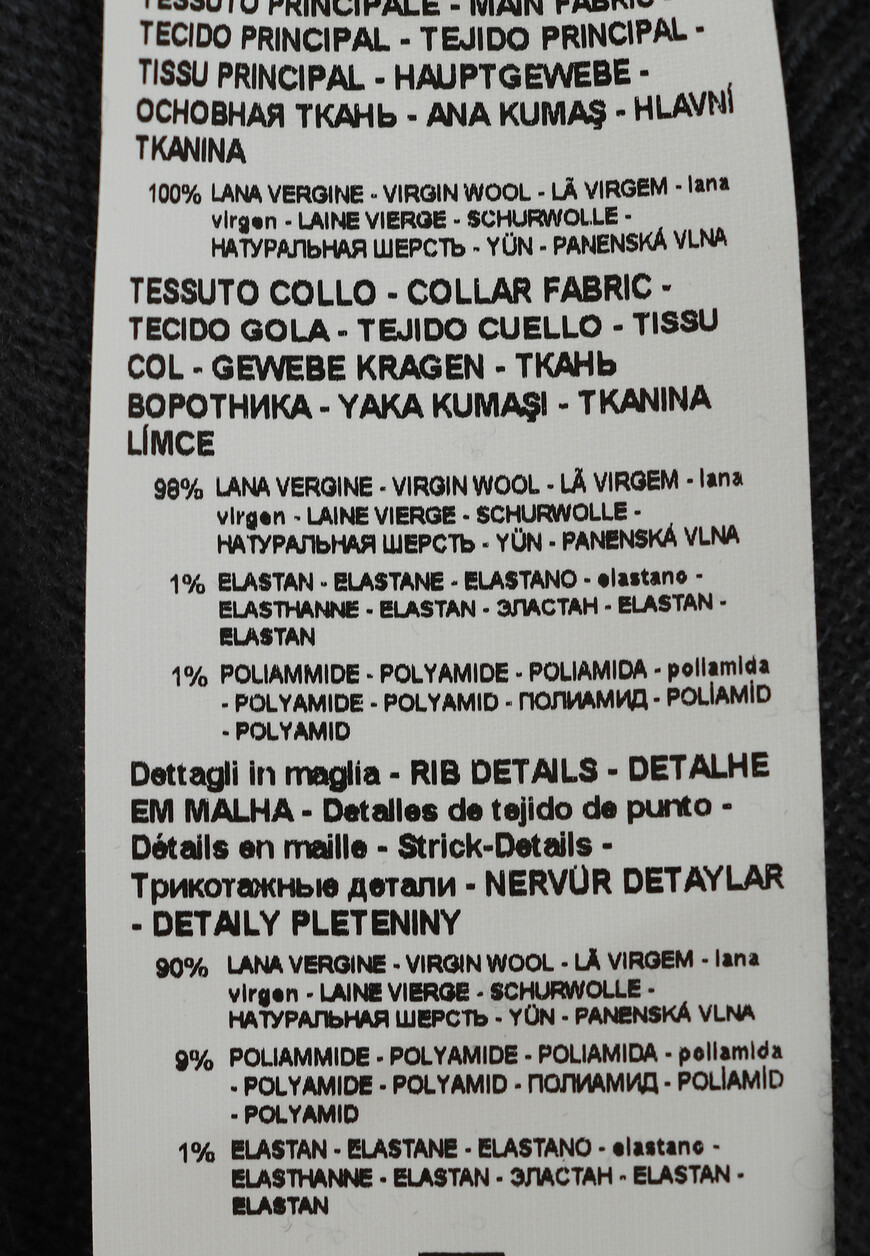 TESSUTO PRINCIPALE - MAIN FABRIC -
TECIDO PRINCIPAL - TEJIDO PRINCIPAL -
TISSU PRINCIPAL - HAUPTGEWEBE -
ОСНОВНАЯ ТКАНЬ - ANA KUMAŞ - HLAVNÍ
TKANINA
100% LANA VERGINE - VIRGIN WOOL - LÃ VIRGEM - lana
virgen - LAINE VIERGE - SCHURWOLLE -
НАТУРАЛЬНАЯ ШЕРСТЬ - YÜN - PANENSKÁ VLNA
TESSUTO COLLO - COLLAR FABRIC -
TECIDO GOLA - TEJIDO CUELLO - TISSU
COL - GEWEBE KRAGEN - ТКАНЬ
ВОРОТНИКА - YAKA KUMAŞI - TKANINA
LÍMCE
98% LANA VERGINE - VIRGIN WOOL - LÃ VIRGEM - lana
virgen - LAINE VIERGE - SCHURWOLLE -
НАТУРАЛЬНАЯ ШЕРСТЬ - YÜN - PANENSKÁ VLNA
1% ELASTAN - ELASTANE - ELASTANO - elastano -
ELASTHANNE - ELASTAN - ЭЛАСТАН - ELASTAN -
ELASTAN
1% POLIAMMIDE - POLYAMIDE - POLIAMIDA - poliamida
- POLYAMIDE - POLYAMID - ПОЛИАМИД - POLİAMİD
- POLYAMID
Dettagli in maglia - RIB DETAILS - DETALHE
EM MALHA - Detalles de tejido de punto -
Détails en maille - Strick-Details -
Трикотажные детали - NERVÜR DETAYLAR
- DETAILY PLETENINY
90% LANA VERGINE - VIRGIN WOOL - LÃ VIRGEM - lana
virgen - LAINE VIERGE - SCHURWOLLE -
НАТУРАЛЬНАЯ ШЕРСТЬ - YÜN - PANENSKÁ VLNA
9% POLIAMMIDE - POLYAMIDE - POLIAMIDA - poliamida
- POLYAMIDE - POLYAMID - ПОЛИАМИД - POLİAMİD
- POLYAMID
1% ELASTAN - ELASTANE - ELASTANO - elastano -
ELASTHANNE - ELASTAN - ЭЛАСТАН - ELASTAN -
ELASTAN